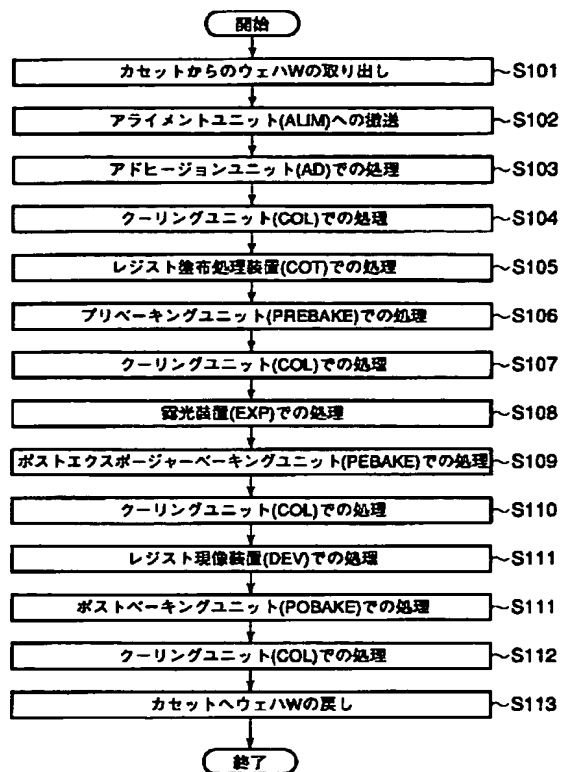 開始
カセットからのウェハWの取り出し ~S101
アライメントユニット(ALIM)への搬送 ~S102
アドヒージョンユニット(AD)での処理 ~S103
クーリングユニット(COL)での処理 ~S104
レジスト塗布処理装置(COT)での処理 ~S105
プリベーキングユニット(PREBAKE)での処理 ~S106
クーリングユニット(COL)での処理 ~S107
露光装置(EXP)での処理 ~S108
ポストエクスポージャーベーキングユニット(PEBAKE)での処理 ~S109
クーリングユニット(COL)での処理 ~S110
レジスト現像装置(DEV)での処理 ~S111
ポストベーキングユニット(POBAKE)での処理 ~S111
クーリングユニット(COL)での処理 ~S112
カセットへウェハWの戻し ~S113
終了